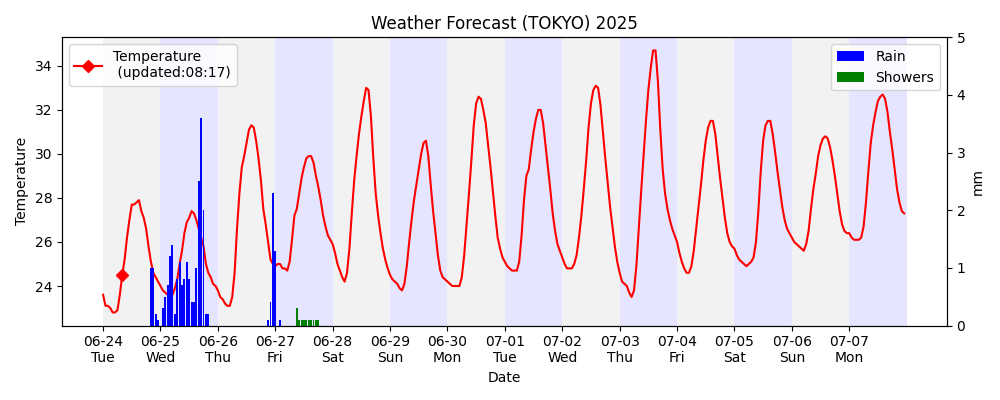 Weather Forecast (TOKYO) 2025
Temperature
(updated:08:17)
Rain
Showers
Temperature
34
32
30
28
26
24
5
4
3
2
1
0
mm
06-24 06-25 06-26 06-27 06-28 06-29 06-30 07-01 07-02 07-03 07-04 07-05 07-06 07-07
Tue Wed Thu Fri Sat Sun Mon Tue Wed Thu Fri Sat Sun Mon
Date